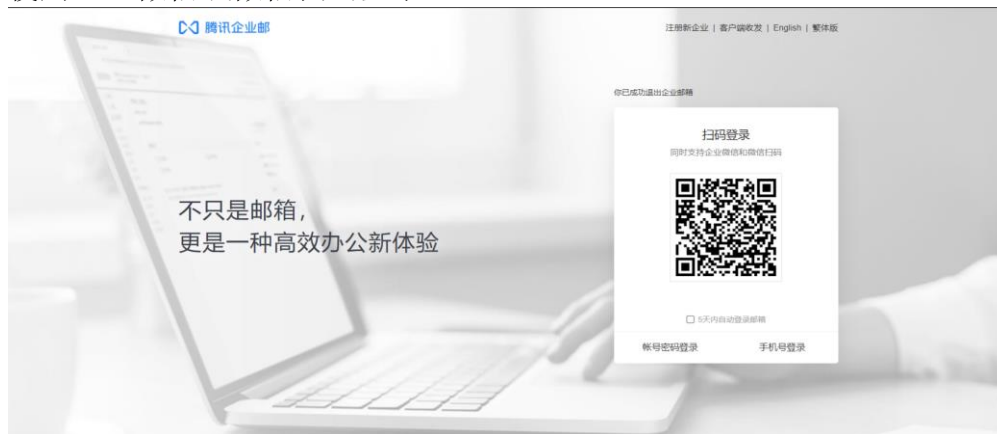 腾讯企业邮
注册新企业 | 客户端收发 | English | 繁体版
你已成功退出企业邮箱
扫码登录
同时支持企业微信和微信扫码
不只是邮箱，
更是一种高效办公新体验
5天内自动登录邮箱
帐号密码登录 手机号登录